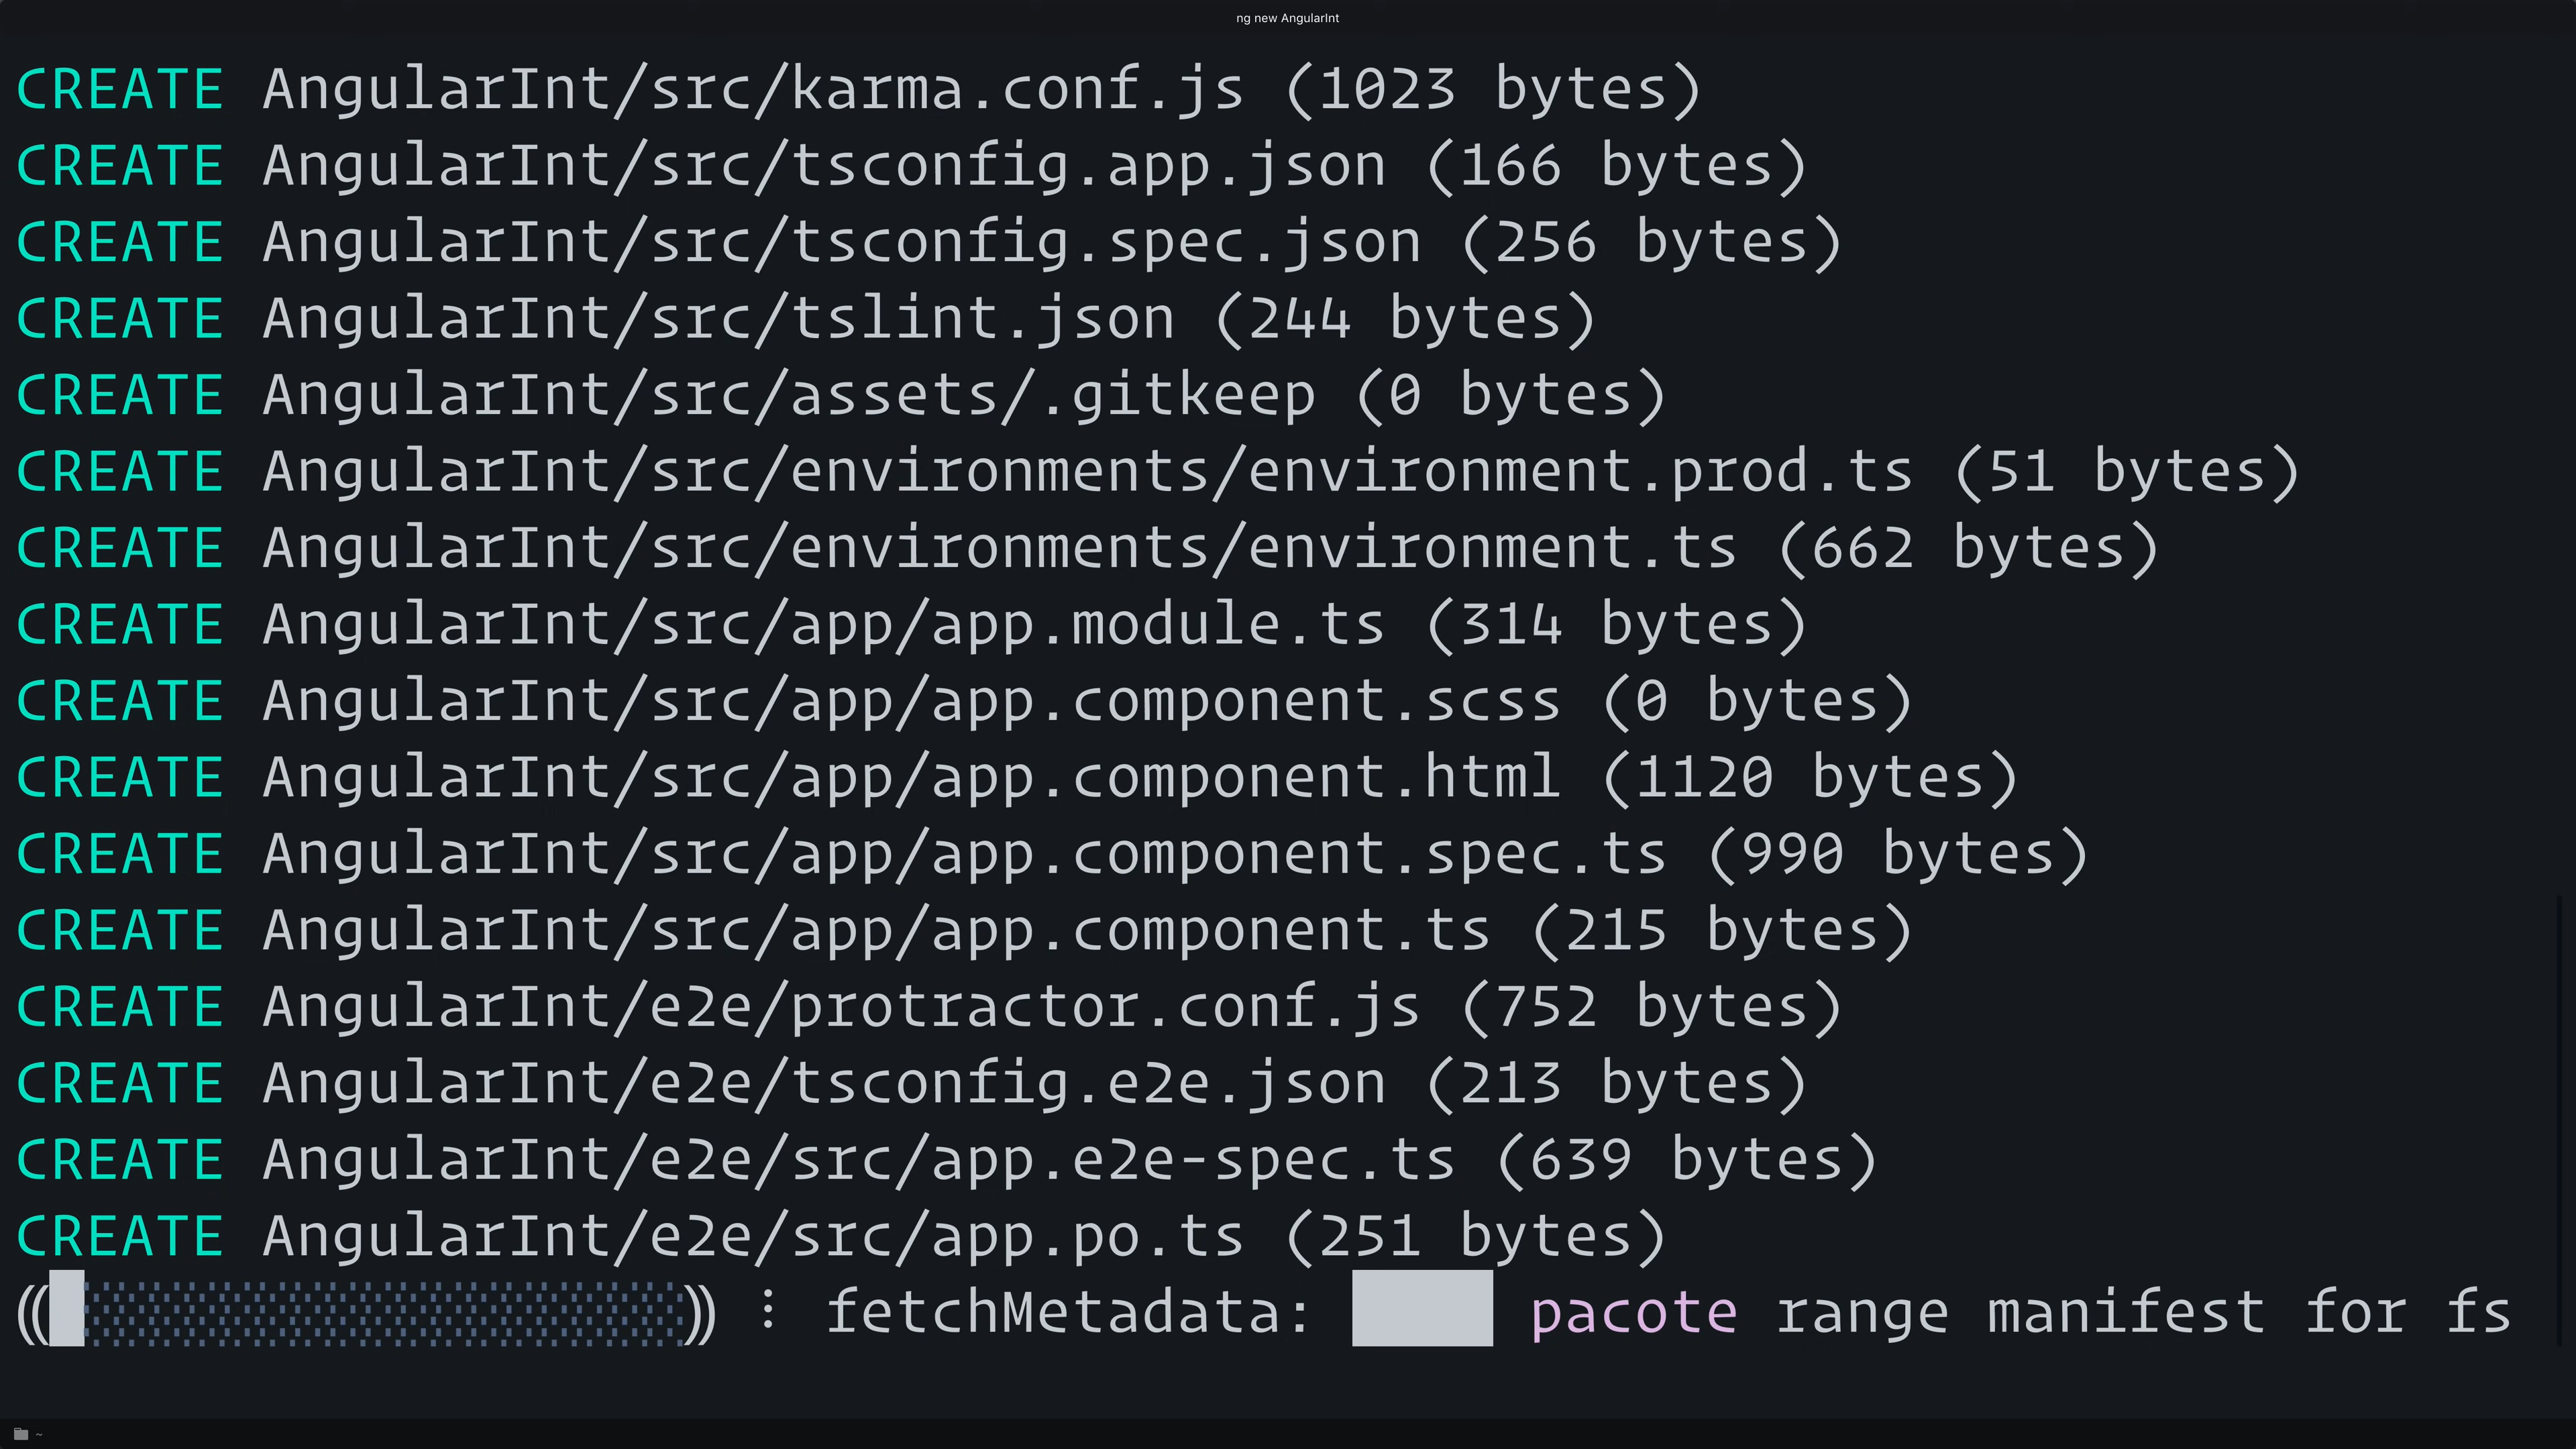 ng new AngularInt
CREATE AngularInt/src/karma.conf.js (1023 bytes)
CREATE AngularInt/src/tsconfig.app.json (166 bytes)
CREATE AngularInt/src/tsconfig.spec.json (256 bytes)
CREATE AngularInt/src/tslint.json (244 bytes)
CREATE AngularInt/src/assets/.gitkeep (0 bytes)
CREATE AngularInt/src/environments/environment.prod.ts (51 bytes)
CREATE AngularInt/src/environments/environment.ts (662 bytes)
CREATE AngularInt/src/app/app.module.ts (314 bytes)
CREATE AngularInt/src/app/app.component.scss (0 bytes)
CREATE AngularInt/src/app/app.component.html (1120 bytes)
CREATE AngularInt/src/app/app.component.spec.ts (990 bytes)
CREATE AngularInt/src/app/app.component.ts (215 bytes)
CREATE AngularInt/e2e/protractor.conf.js (752 bytes)
CREATE AngularInt/e2e/tsconfig.e2e.json (213 bytes)
CREATE AngularInt/e2e/src/app.e2e-spec.ts (639 bytes)
CREATE AngularInt/e2e/src/app.po.ts (251 bytes)
((█░░░░░░░░░░░░░░░░░)) ⠸ fetchMetadata: ████ pacote range manifest for fs
~